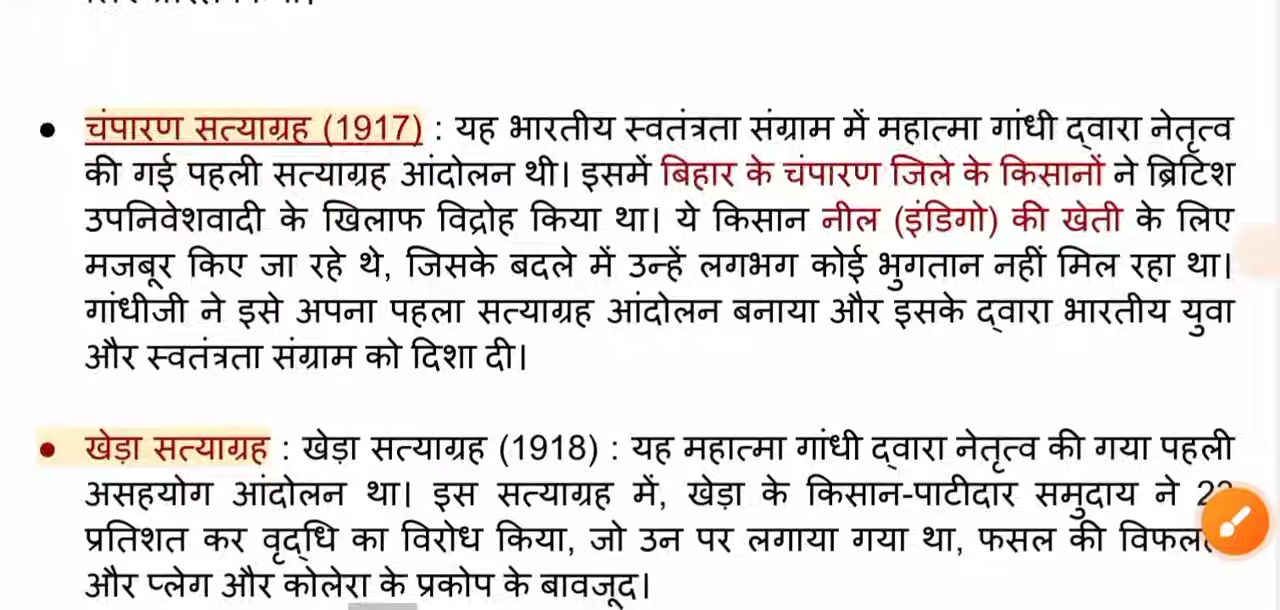 चंपारण सत्याग्रह (1917) : यह भारतीय स्वतंत्रता संग्राम में महात्मा गांधी द्वारा नेतृत्व
की गई पहली सत्याग्रह आंदोलन थी। इसमें बिहार के चंपारण जिले के किसानों ने ब्रिटिश
उपनिवेशवादी के खिलाफ विद्रोह किया था। ये किसान नील (इंडिगो) की खेती के लिए
मजबूर किए जा रहे थे, जिसके बदले में उन्हें लगभग कोई भुगतान नहीं मिल रहा था।
गांधीजी ने इसे अपना पहला सत्याग्रह आंदोलन बनाया और इसके द्वारा भारतीय युवा
और स्वतंत्रता संग्राम को दिशा दी।
खेड़ा सत्याग्रह : खेड़ा सत्याग्रह (1918) : यह महात्मा गांधी द्वारा नेतृत्व की गया पहली
असहयोग आंदोलन था। इस सत्याग्रह में, खेड़ा के किसान-पाटीदार समुदाय ने
प्रतिशत कर वृद्धि का विरोध किया, जो उन पर लगाया गया था, फसल की
और प्लेग और कोलेरा के प्रकोप के बावजूद।